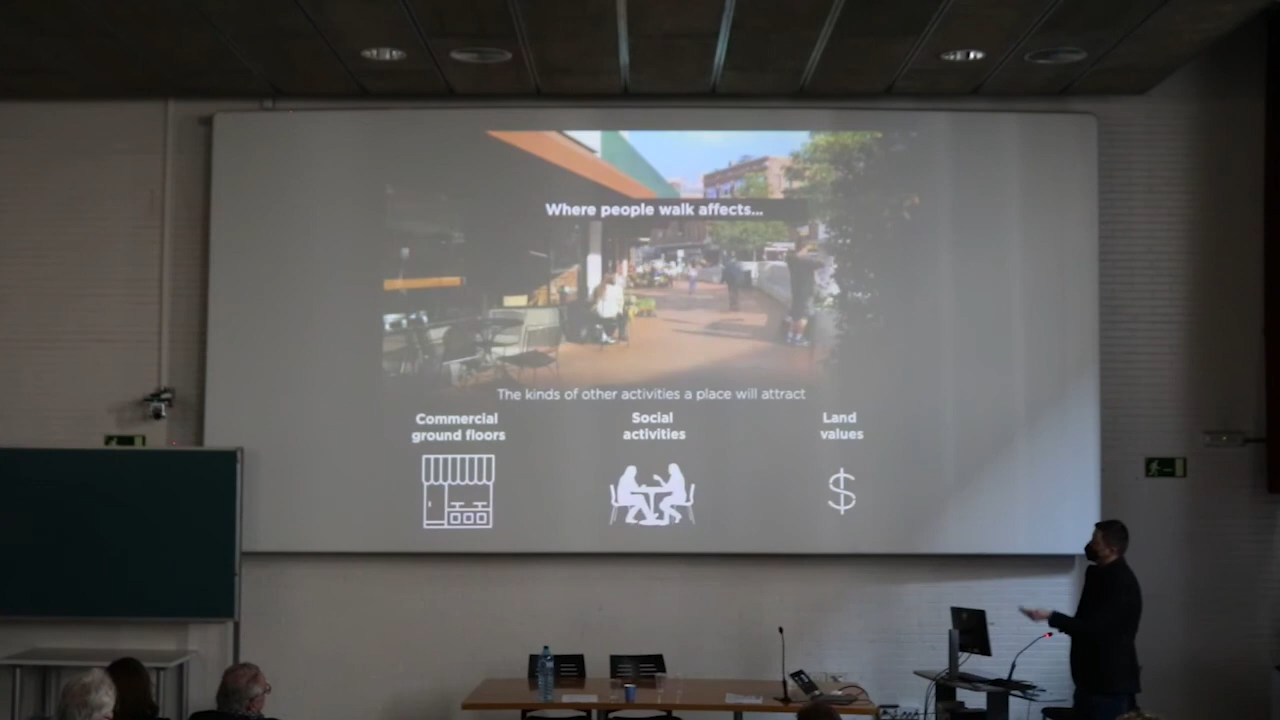 Where people walk affects...
The kinds of other activities a place will attract
Commercial
ground floors
Social
activities
Land
values
$